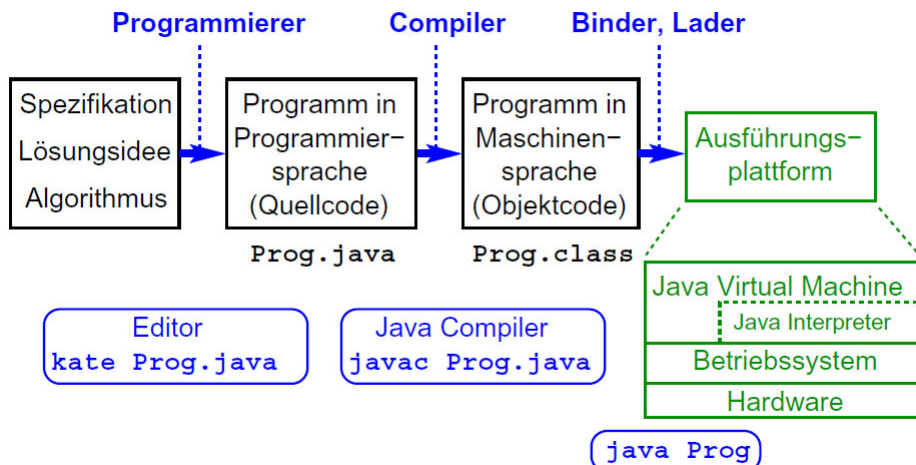 Programmierer
Compiler
Binder, Lader
Spezifikation
Lösungsidee
Algorithmus
Programm in
Programmier−
sprache
(Quellcode)
Programm in
Maschinen−
sprache
(Objektcode)
Ausführungs−
plattform
Prog.java
Prog.class
Java Virtual Machine
Java Interpreter
Betriebssystem
Hardware
Editor
kate Prog.java
Java Compiler
javac Prog.java
java Prog